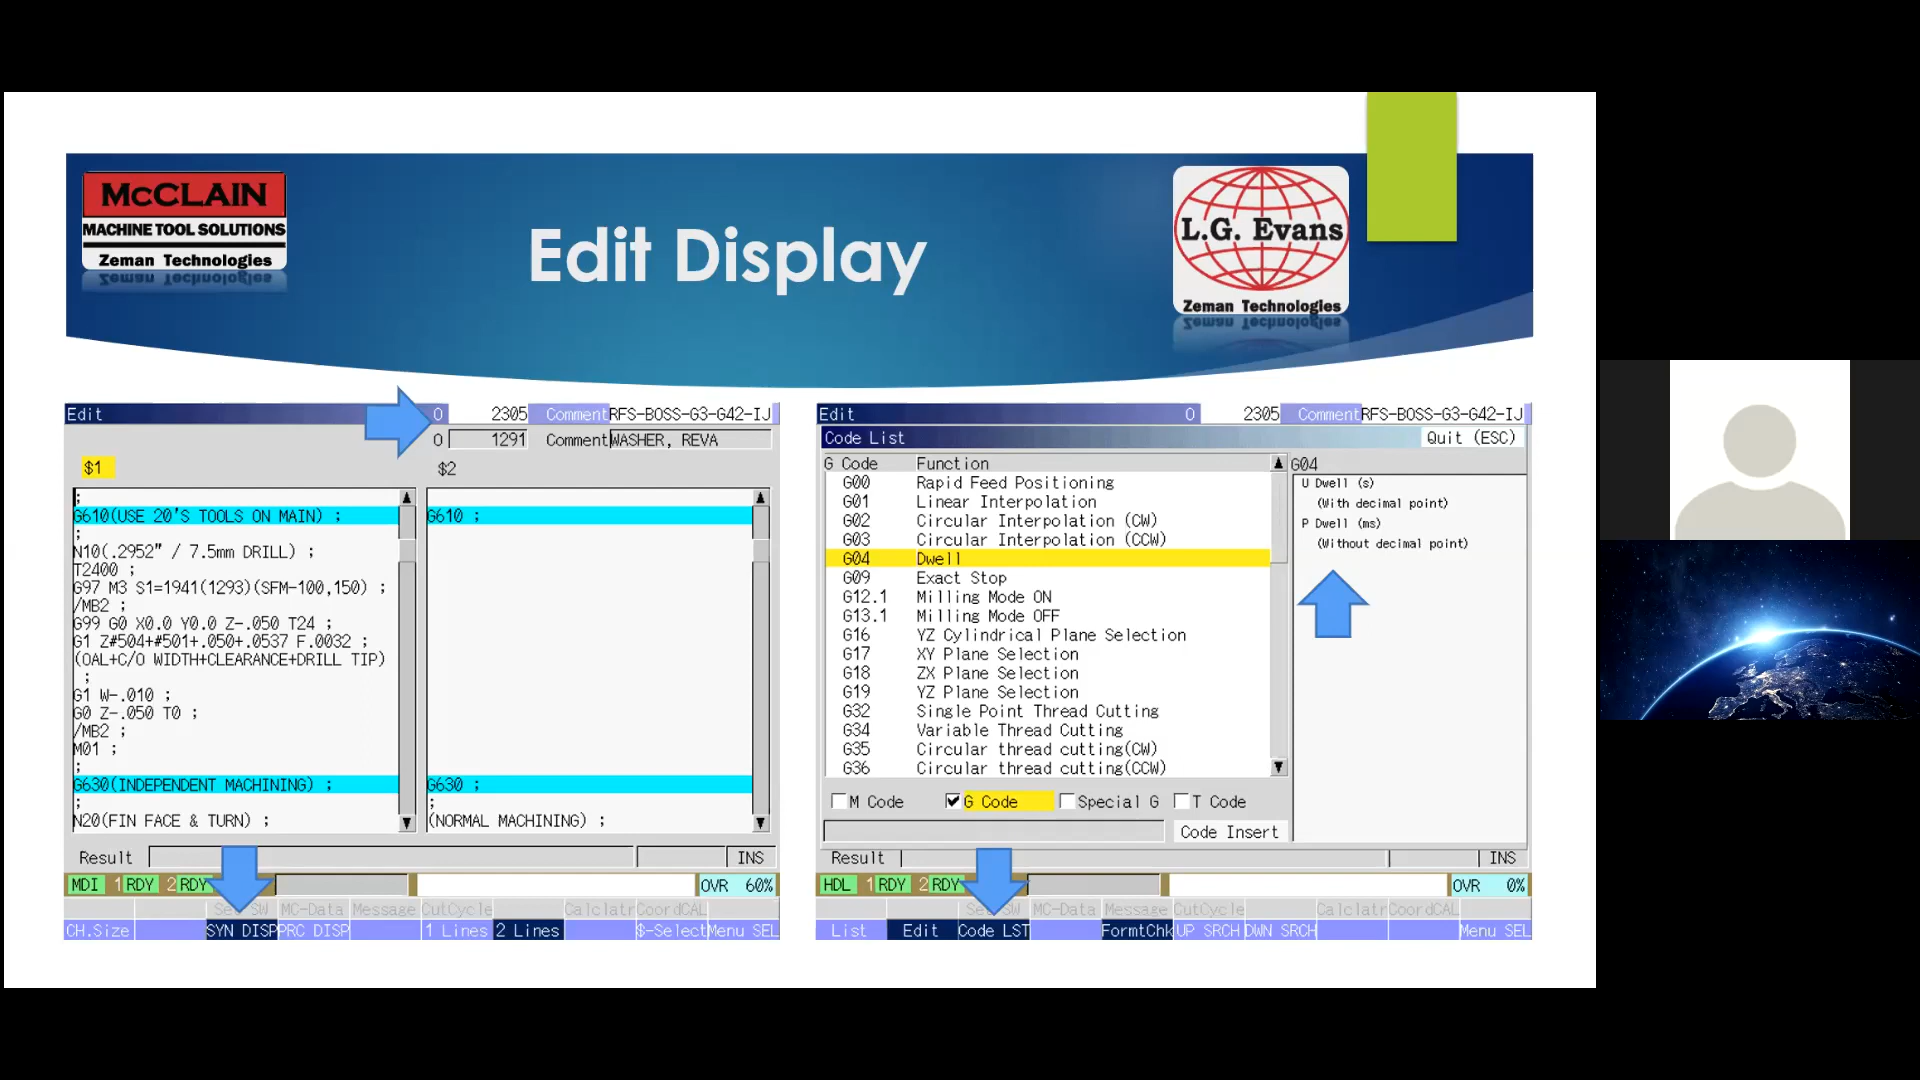 McCLAIN
MACHINE TOOL SOLUTIONS
Zeman Technologies
Edit Display
L.G. Evans
Zeman Technologies
Edit O 2305 Comment RFS-BOSS-G3-G42-IJ
O 1291 Comment WASHER, REVA
$1 $2
;
G610(USE 20'S TOOLS ON MAIN) ;
;
N10(.2952" / 7.5mm DRILL) ;
T2400 ;
G97 M3 S1=1941(1293)(SFM-100,150) ;
/MB2 ;
G99 G0 X0.0 Y0.0 Z-.050 T24 ;
G1 Z#504+#501+.050+.0537 F.0032 ;
(OAL+C/O WIDTH+CLEARANCE+DRILL TIP)
;
G1 W-.010 ;
G0 Z-.050 T0 ;
/MB2 ;
M01 ;
;
G630(INDEPENDENT MACHINING) ;
;
N20(FIN FACE & TURN) ;
G610 ;
G630 ;
;
(NORMAL MACHINING) ;
Result INS
MDI 1 RDY 2 RDY OVR 60%
MC-Data Message CutCycle Calclatr CoordCAL
CH.Size SYN DISP PRC DISP 1 Lines 2 Lines $-Select Menu SEL
Edit O 2305 Comment RFS-BOSS-G3-G42-IJ
Code List Quit (ESC)
G Code Function
G00 Rapid Feed Positioning
G01 Linear Interpolation
G02 Circular Interpolation (CW)
G03 Circular Interpolation (CCW)
G04 Dwell
G09 Exact Stop
G12.1 Milling Mode ON
G13.1 Milling Mode OFF
G16 YZ Cylindrical Plane Selection
G17 XY Plane Selection
G18 ZX Plane Selection
G19 YZ Plane Selection
G32 Single Point Thread Cutting
G34 Variable Thread Cutting
G35 Circular thread cutting(CW)
G36 Circular thread cutting(CCW)
G04
U Dwell (s)
(With decimal point)
P Dwell (ms)
(Without decimal point)
M Code G Code Special G T Code
Code Insert
Result INS
HDL 1 RDY 2 RDY OVR 0%
MC-Data Message CutCycle Calclatr CoordCAL
List Edit Code LST FormtChk UP SRCH DWN SRCH Menu SEL